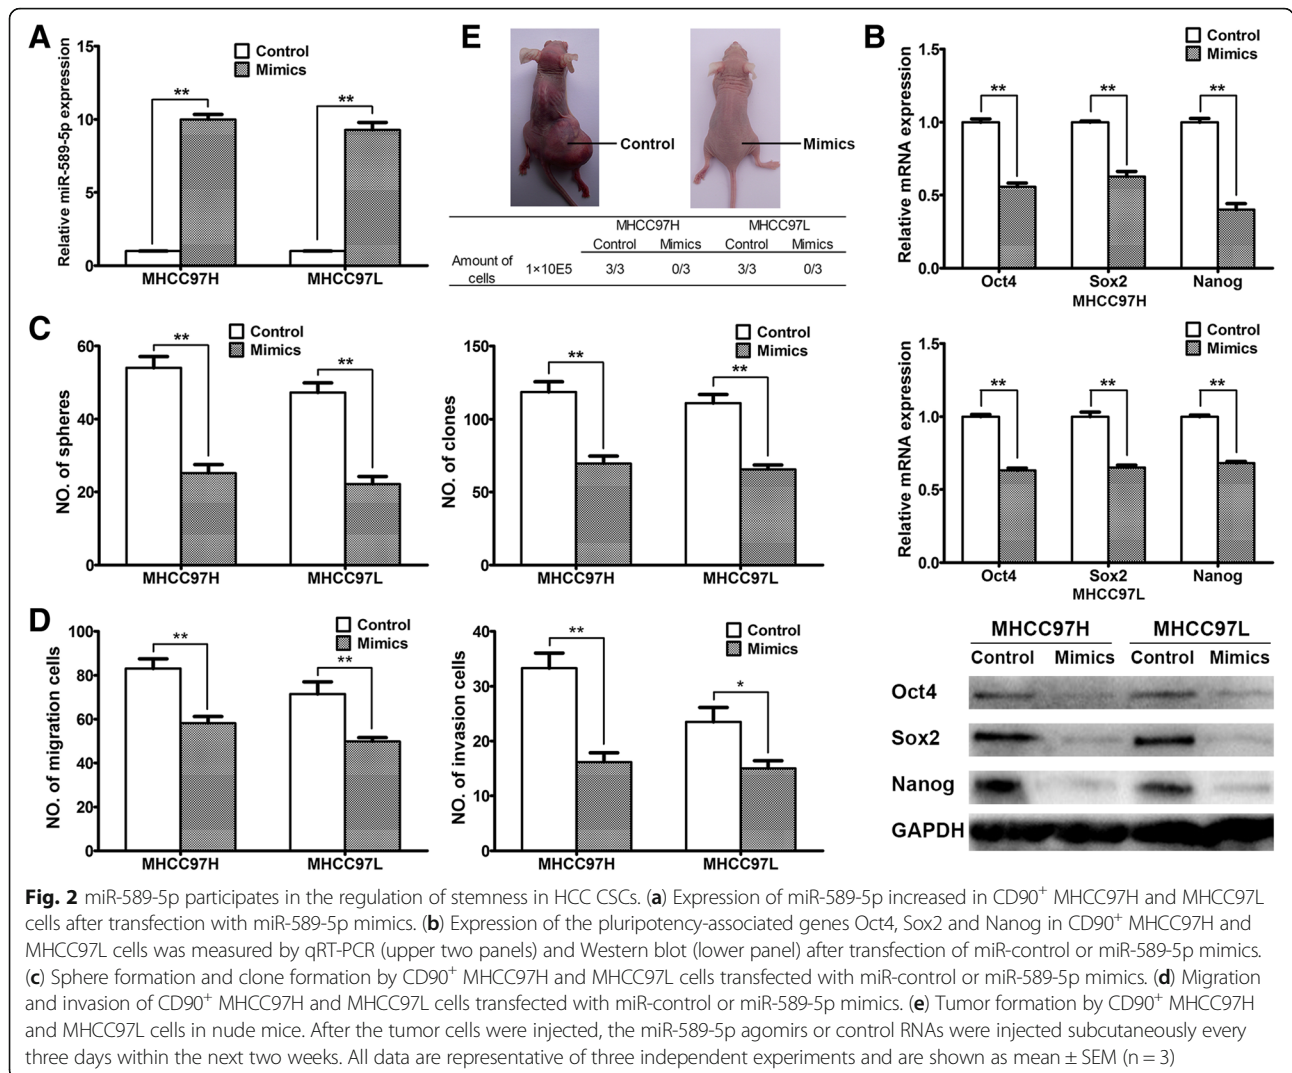 A
Relative miR-589-5p expression
15
10
5
0
Control
Mimics
**
**
MHCC97H
MHCC97L
E
Control
Mimics
MHCC97H MHCC97L
Control Mimics Control Mimics
Amount of cells 1×10E5 3/3 0/3 3/3 0/3
B
Relative mRNA expression
1.5
1.0
0.5
0.0
Control
Mimics
**
**
**
Oct4 Sox2 Nanog
MHCC97H
Relative mRNA expression
1.5
1.0
0.5
0.0
Control
Mimics
**
**
**
Oct4 Sox2 Nanog
MHCC97L
MHCC97H MHCC97L
Control Mimics Control Mimics
Oct4
Sox2
Nanog
GAPDH
C
NO. of spheres
60
40
20
0
Control
Mimics
**
**
MHCC97H MHCC97L
NO. of clones
150
100
50
0
Control
Mimics
**
**
MHCC97H MHCC97L
D
NO. of migration cells
100
80
60
40
20
0
Control
Mimics
**
**
MHCC97H MHCC97L
NO. of invasion cells
40
30
20
10
0
Control
Mimics
**
*
MHCC97H MHCC97L
Fig. 2 miR-589-5p participates in the regulation of stemness in HCC CSCs. (a) Expression of miR-589-5p increased in CD90⁺ MHCC97H and MHCC97L
cells after transfection with miR-589-5p mimics. (b) Expression of the pluripotency-associated genes Oct4, Sox2 and Nanog in CD90⁺ MHCC97H and
MHCC97L cells was measured by qRT-PCR (upper two panels) and Western blot (lower panel) after transfection of miR-control or miR-589-5p mimics.
(c) Sphere formation and clone formation by CD90⁺ MHCC97H and MHCC97L cells transfected with miR-control or miR-589-5p mimics. (d) Migration
and invasion of CD90⁺ MHCC97H and MHCC97L cells transfected with miR-control or miR-589-5p mimics. (e) Tumor formation by CD90⁺ MHCC97H
and MHCC97L cells in nude mice. After the tumor cells were injected, the miR-589-5p agomirs or control RNAs were injected subcutaneously every
three days within the next two weeks. All data are representative of three independent experiments and are shown as mean ± SEM (n = 3)